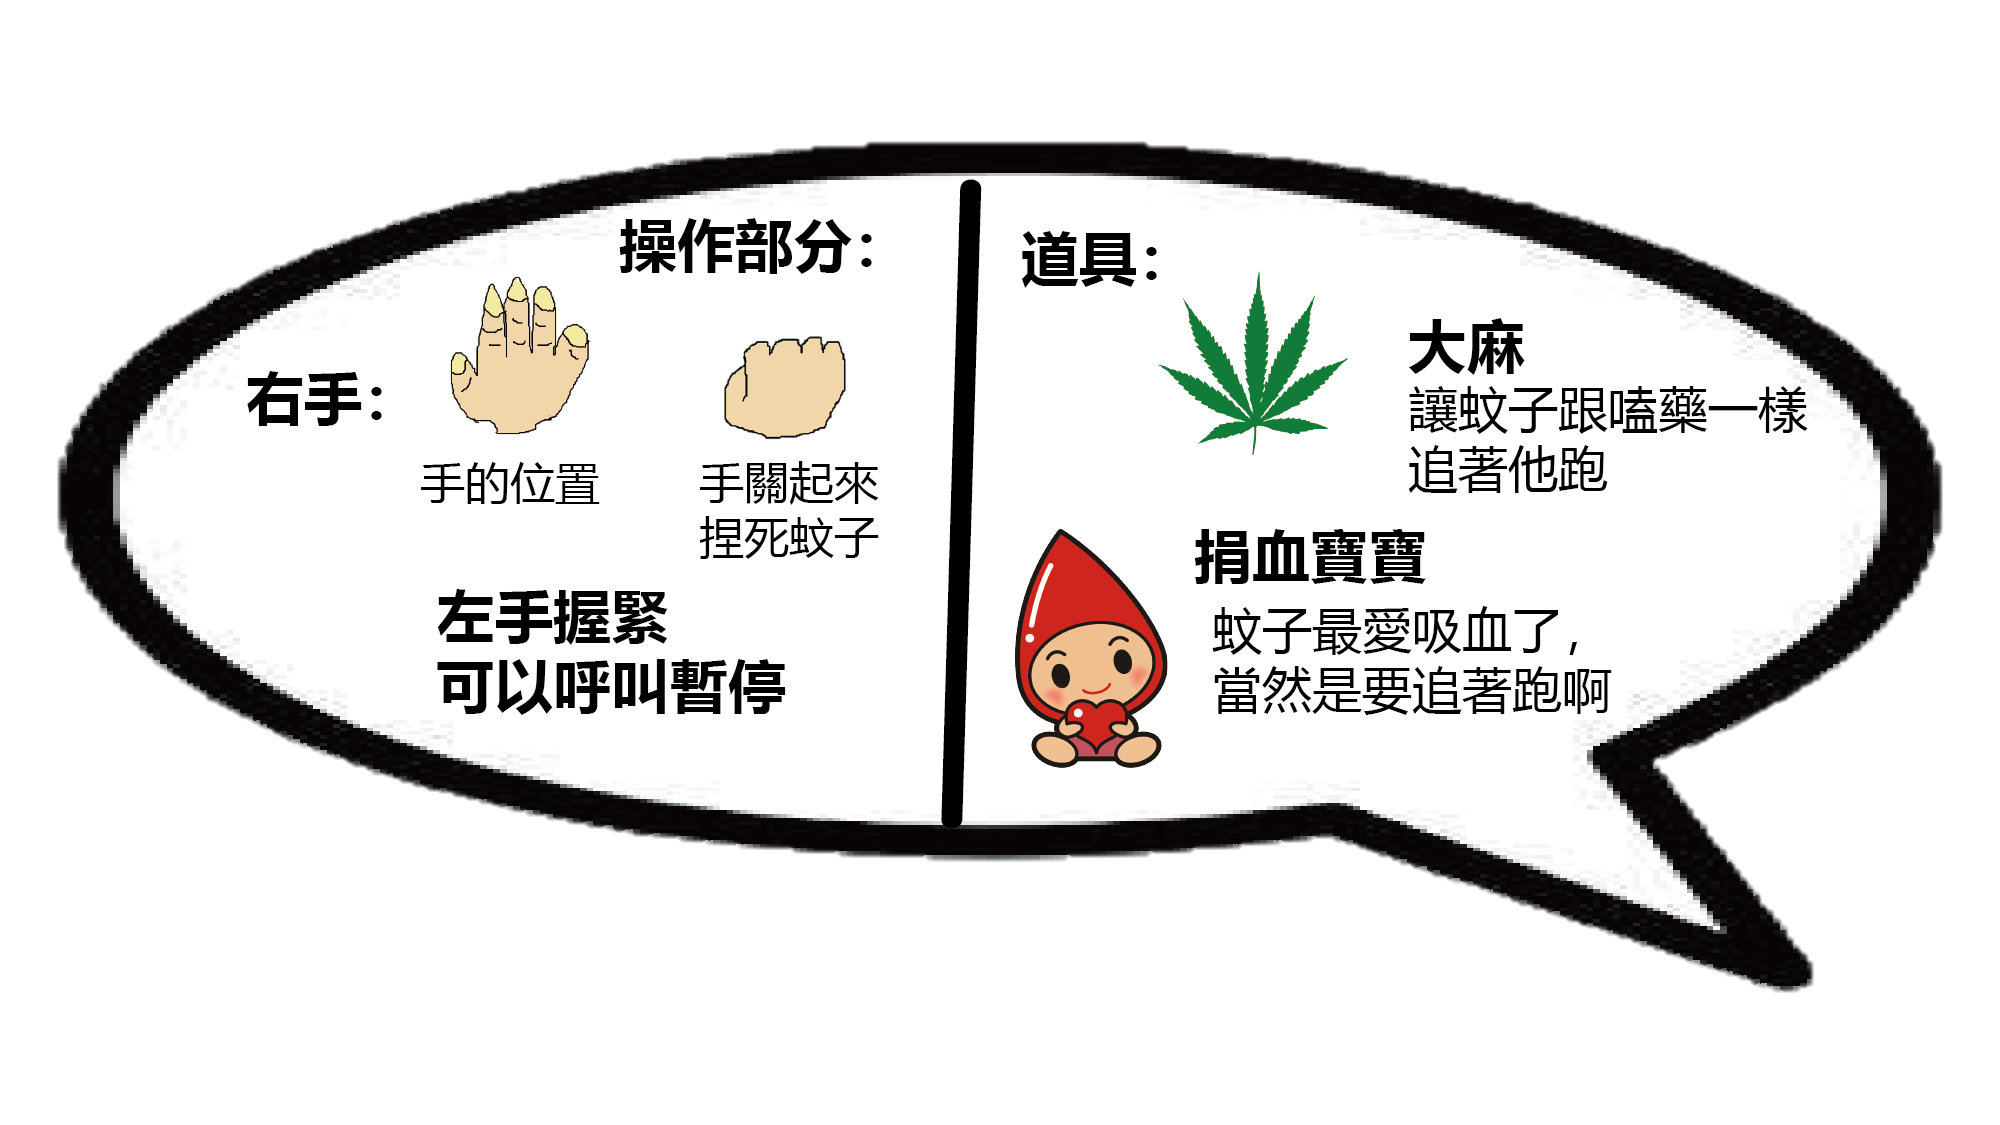 操作部分：
右手：
手的位置
手關起來
捏死蚊子
左手握緊
可以呼叫暫停
道具：
大麻
讓蚊子跟嗑藥一樣
追著他跑
捐血寶寶
蚊子最愛吸血了，
當然是要追著跑啊